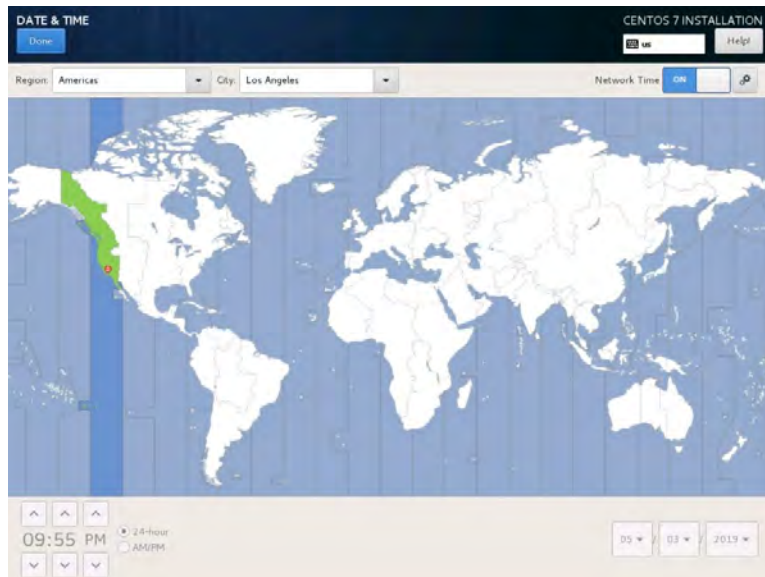 DATE & TIME
CENTOS 7 INSTALLATION
Done
us
Help!
Region: Americas
City: Los Angeles
Network Time ON
09:55 PM
24-hour
AM/PM
05 / 03 / 2019